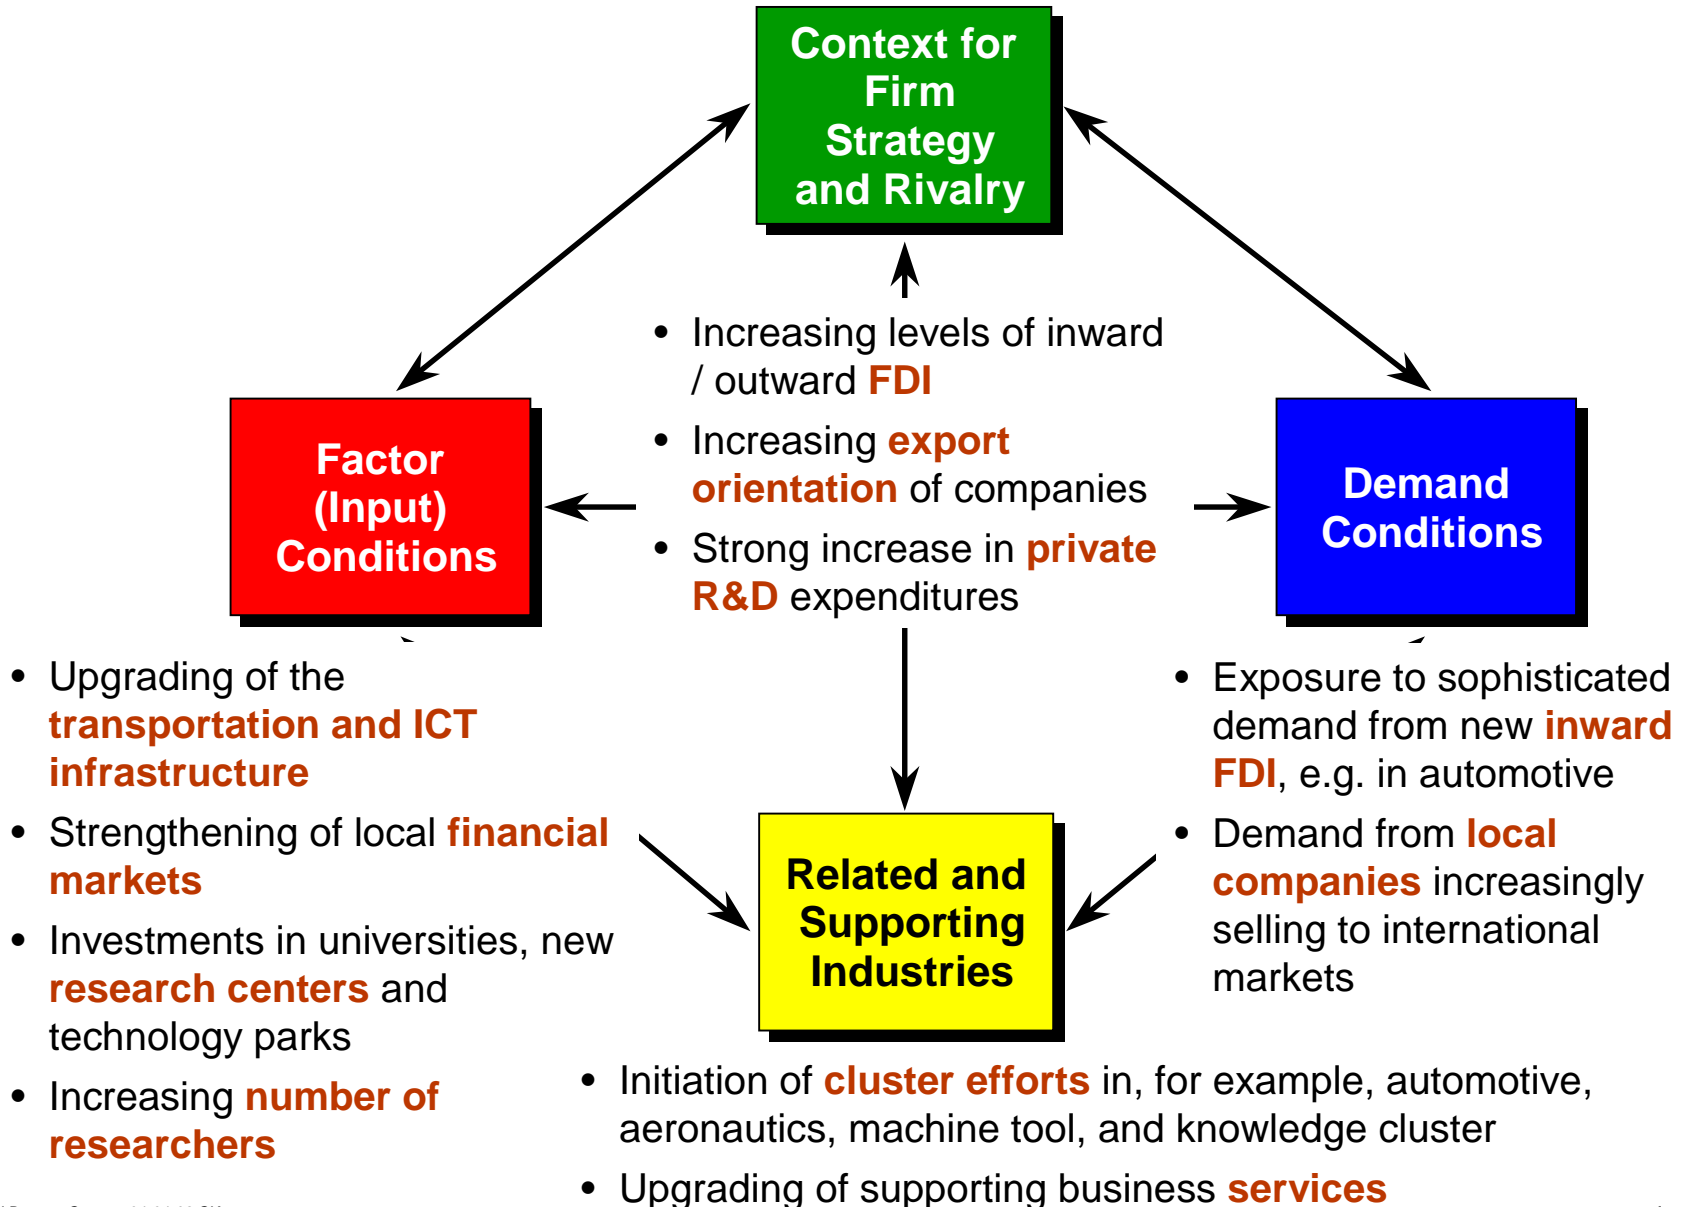 Context for
Firm
Strategy
and Rivalry
• Increasing levels of inward
/ outward FDI
• Increasing export
orientation of companies
• Strong increase in private
R&D expenditures
Factor
(Input)
Conditions
Demand
Conditions
• Upgrading of the
transportation and ICT
infrastructure
• Strengthening of local financial
markets
• Investments in universities, new
research centers and
technology parks
• Increasing number of
researchers
• Exposure to sophisticated
demand from new inward
FDI, e.g. in automotive
• Demand from local
companies increasingly
selling to international
markets
Related and
Supporting
Industries
• Initiation of cluster efforts in, for example, automotive,
aeronautics, machine tool, and knowledge cluster
• Upgrading of supporting business services